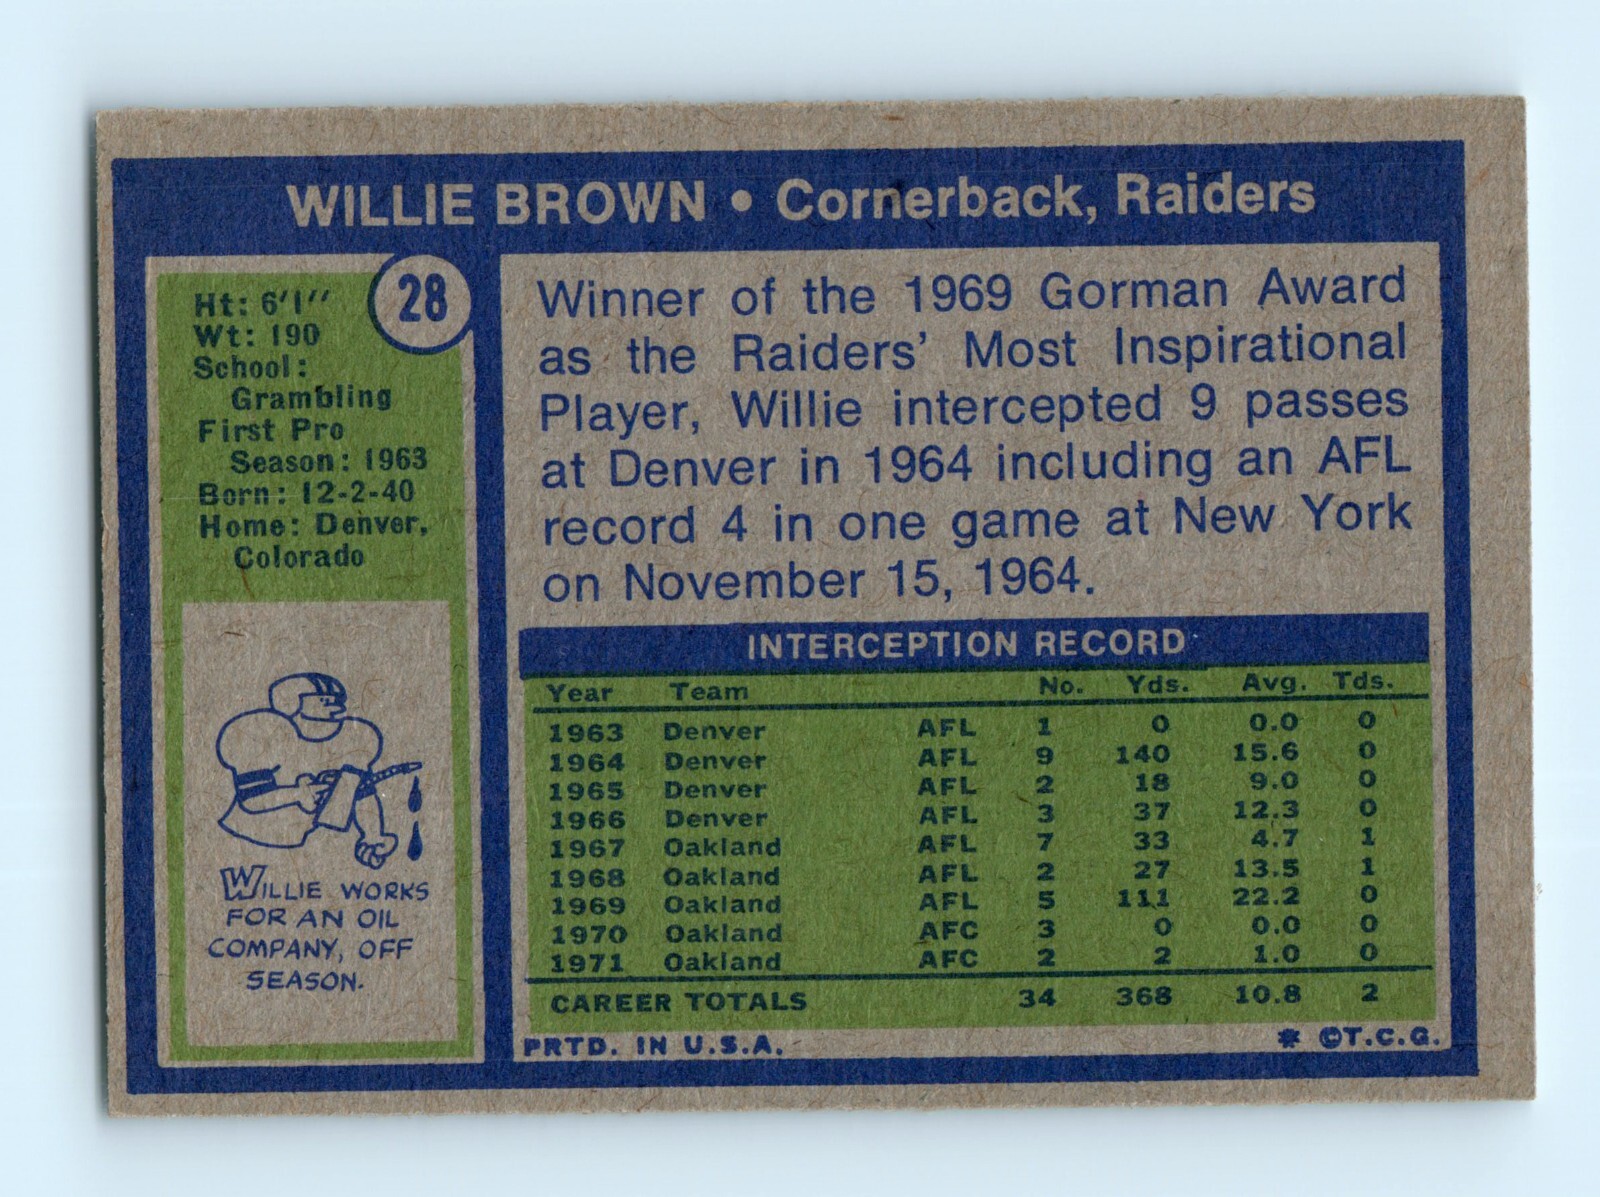 WILLIE BROWN • Cornerback, Raiders
28
Ht: 6'1''
Wt: 190
School:
Grambling
First Pro
Season: 1963
Born: 12-2-40
Home: Denver,
Colorado
WILLIE WORKS
FOR AN OIL
COMPANY, OFF
SEASON.
Winner of the 1969 Gorman Award
as the Raiders' Most Inspirational
Player, Willie intercepted 9 passes
at Denver in 1964 including an AFL
record 4 in one game at New York
on November 15, 1964.
INTERCEPTION RECORD
Year Team No. Yds. Avg. Tds.
1963 Denver AFL 1 0 0.0 0
1964 Denver AFL 9 140 15.6 0
1965 Denver AFL 2 18 9.0 0
1966 Denver AFL 3 37 12.3 0
1967 Oakland AFL 7 33 4.7 1
1968 Oakland AFL 2 27 13.5 1
1969 Oakland AFL 5 111 22.2 0
1970 Oakland AFC 3 0 0.0 0
1971 Oakland AFC 2 2 1.0 0
CAREER TOTALS 34 368 10.8 2
PRTD. IN U.S.A. * ©T.C.G.